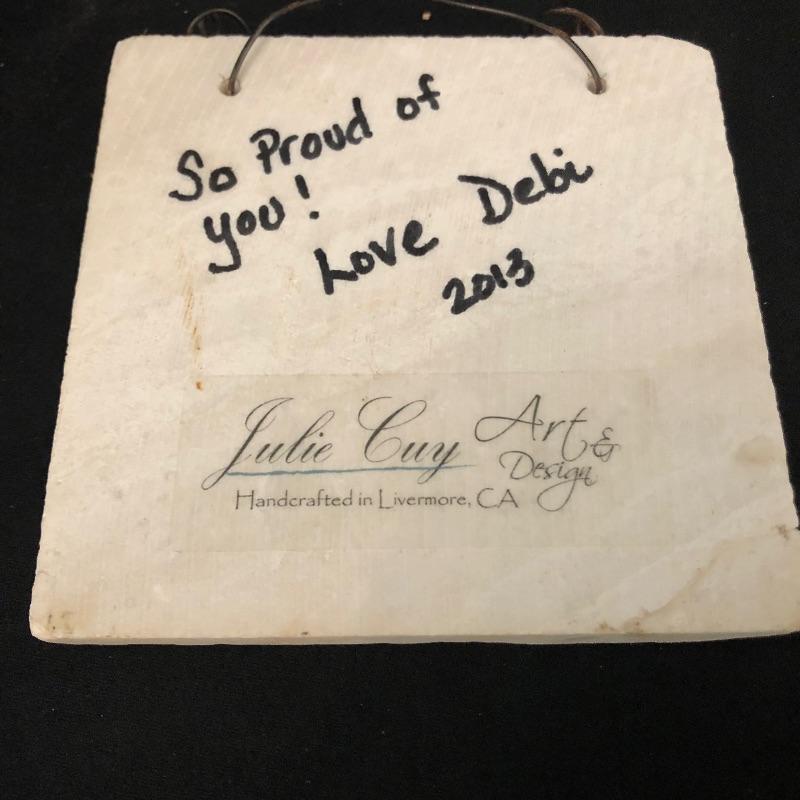 So Proud of
you!
Love Debi
2013
Julie Cuy Art &
Design
Handcrafted in Livermore, CA